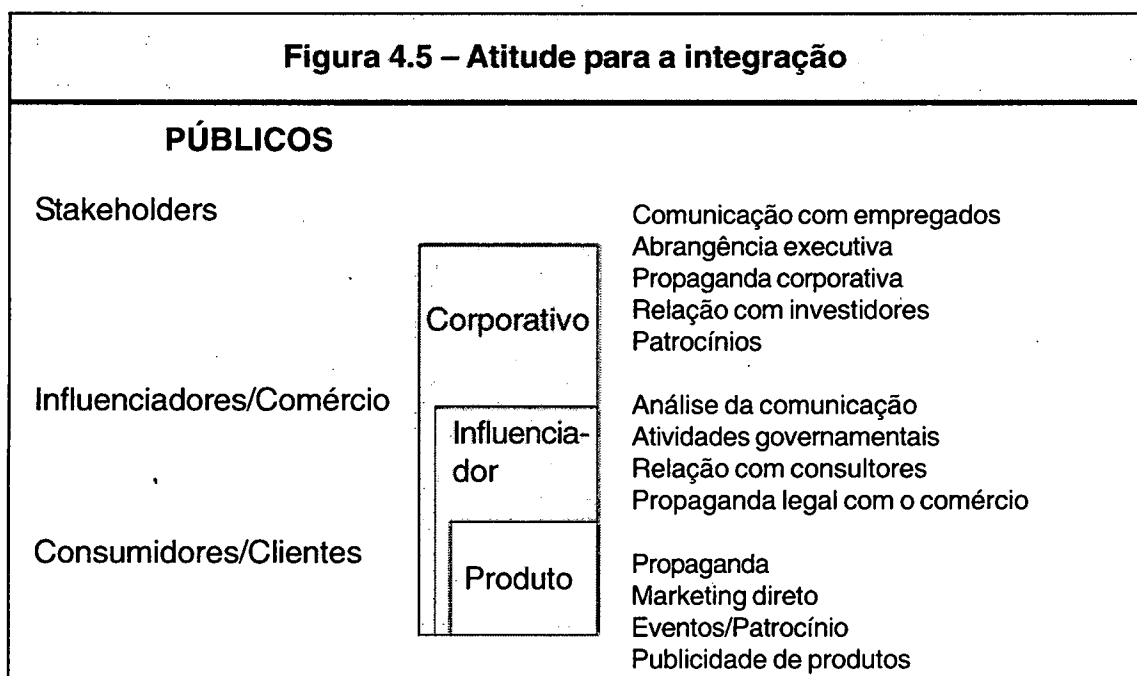 Figura 4.5 – Atitude para a integração
PÚBLICOS
Stakeholders
Corporativo
Comunicação com empregados
Abrangência executiva
Propaganda corporativa
Relação com investidores
Patrocínios
Influenciadores/Comércio
Influencia-
dor
Análise da comunicação
Atividades governamentais
Relação com consultores
Propaganda legal com o comércio
Consumidores/Clientes
Produto
Propaganda
Marketing direto
Eventos/Patrocínio
Publicidade de produtos